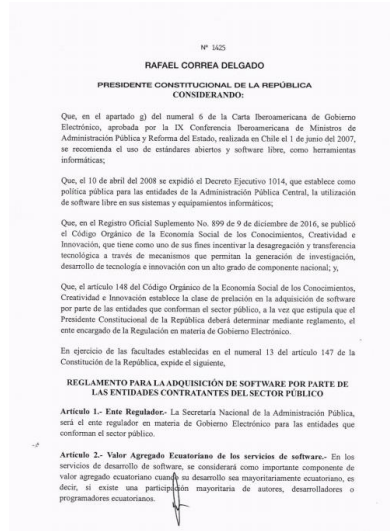 Nº 1425
RAFAEL CORREA DELGADO
PRESIDENTE CONSTITUCIONAL DE LA REPÚBLICA
CONSIDERANDO:
Que, en el apartado g) del numeral 6 de la Carta Iberoamericana de Gobierno
Electrónico, aprobada por la IX Conferencia Iberoamericana de Ministros de
Administración Pública y Reforma del Estado, realizada en Chile el 1 de junio del 2007,
se recomienda el uso de estándares abiertos y software libre, como herramientas
informáticas;
Que, el 10 de abril del 2008 se expidió el Decreto Ejecutivo 1014, que establece como
política pública para las entidades de la Administración Pública Central, la utilización
de software libre en sus sistemas y equipamientos informáticos;
Que, en el Registro Oficial Suplemento No. 899 de 9 de diciembre de 2016, se publicó
el Código Orgánico de la Economía Social de los Conocimientos, Creatividad e
Innovación, que tiene como uno de sus fines incentivar la desagregación y transferencia
tecnológica a través de mecanismos que permitan la generación de investigación,
desarrollo de tecnología e innovación con un alto grado de componente nacional; y,
Que, el artículo 148 del Código Orgánico de la Economía Social de los Conocimientos,
Creatividad e Innovación establece la clase de prelación en la adquisición de software
por parte de las entidades que conforman el sector público, a la vez que estipula que el
Presidente Constitucional de la República deberá determinar mediante reglamento, el
ente encargado de la Regulación en materia de Gobierno Electrónico.
En ejercicio de las facultades establecidas en el numeral 13 del artículo 147 de la
Constitución de la República, expide el siguiente,
REGLAMENTO PARA LA ADQUISICIÓN DE SOFTWARE POR PARTE DE
LAS ENTIDADES CONTRATANTES DEL SECTOR PÚBLICO
Artículo 1.- Ente Regulador.- La Secretaría Nacional de la Administración Pública,
será el ente regulador en materia de Gobierno Electrónico para las entidades que
conforman el sector público.
Artículo 2.- Valor Agregado Ecuatoriano de los servicios de software.- En los
servicios de desarrollo de software, se considerará como importante componente de
valor agregado ecuatoriano cuando su desarrollo sea mayoritariamente ecuatoriano, es
decir, si existe una participación mayoritaria de autores, desarrolladores o
programadores ecuatorianos.